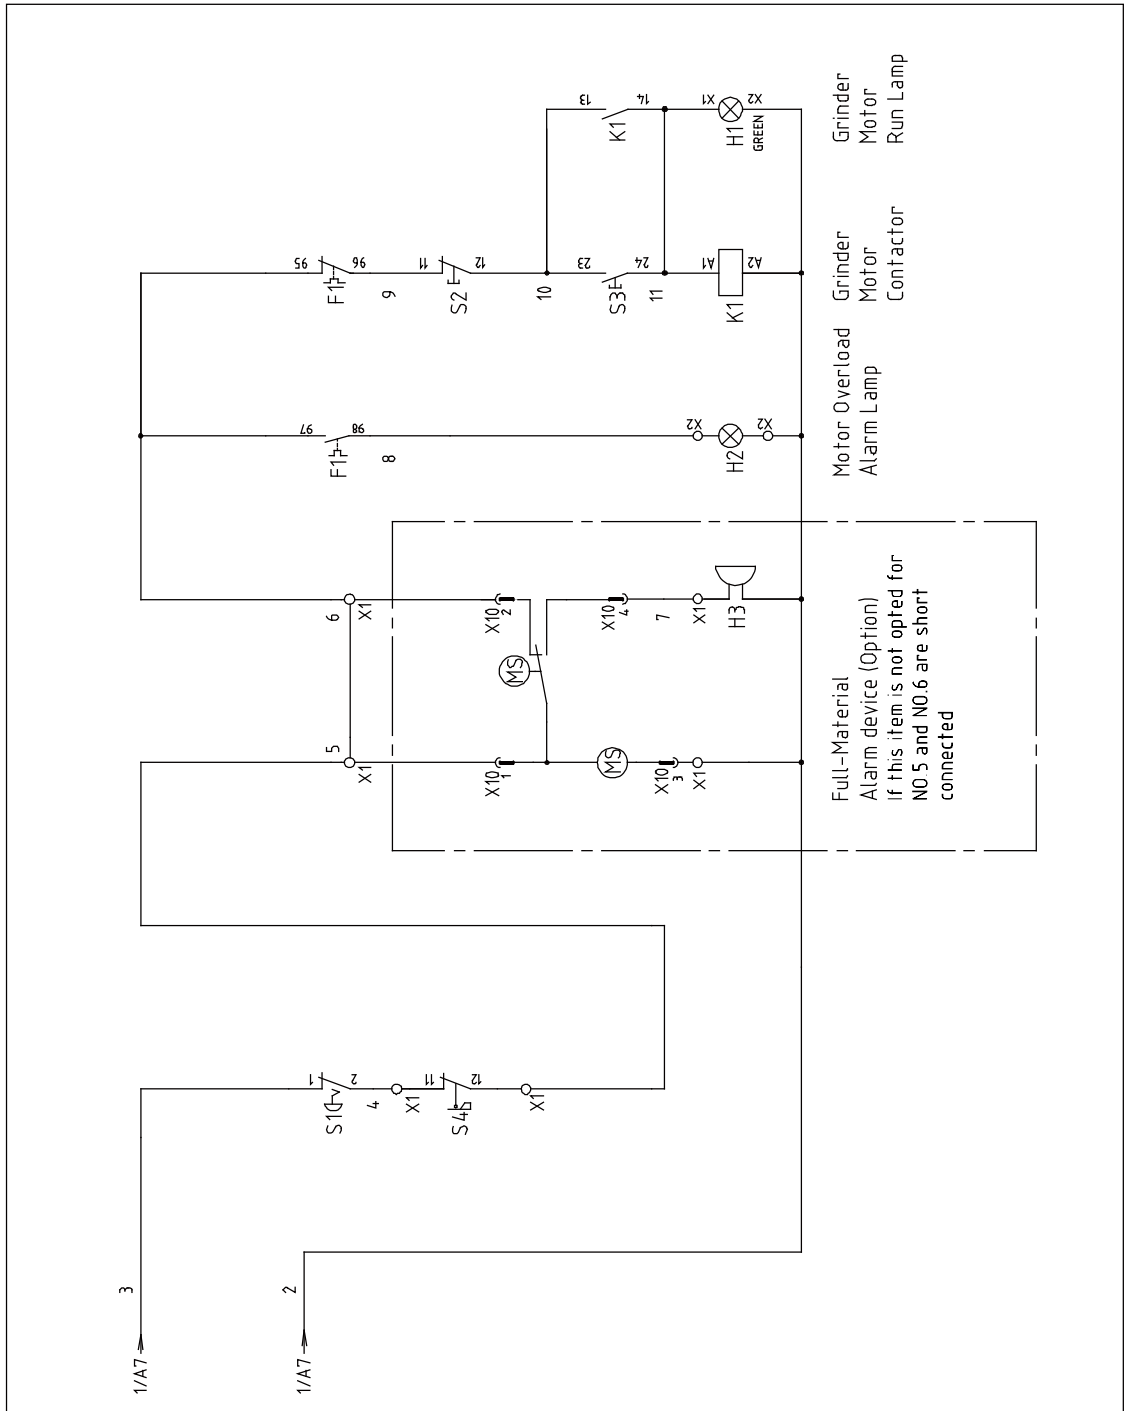 1/A7
3
1/A7
2
S1
1
2
4
X1
S4
11
12
X1
5
X1
6
X1
X10
1
MS
X10
3
X1
MS
X10
2
X10
4
7
X1
H3
Full-Material
Alarm device (Option)
If this item is not opted for
NO.5 and NO.6 are short
connected
F1
97
98
8
X2
H2
X2
Motor Overload
Alarm Lamp
F1
95
96
9
S2
11
12
10
S3
23
24
11
K1
A1
A2
Grinder
Motor
Contactor
K1
13
14
H1
X1
X2
GREEN
Grinder
Motor
Run Lamp